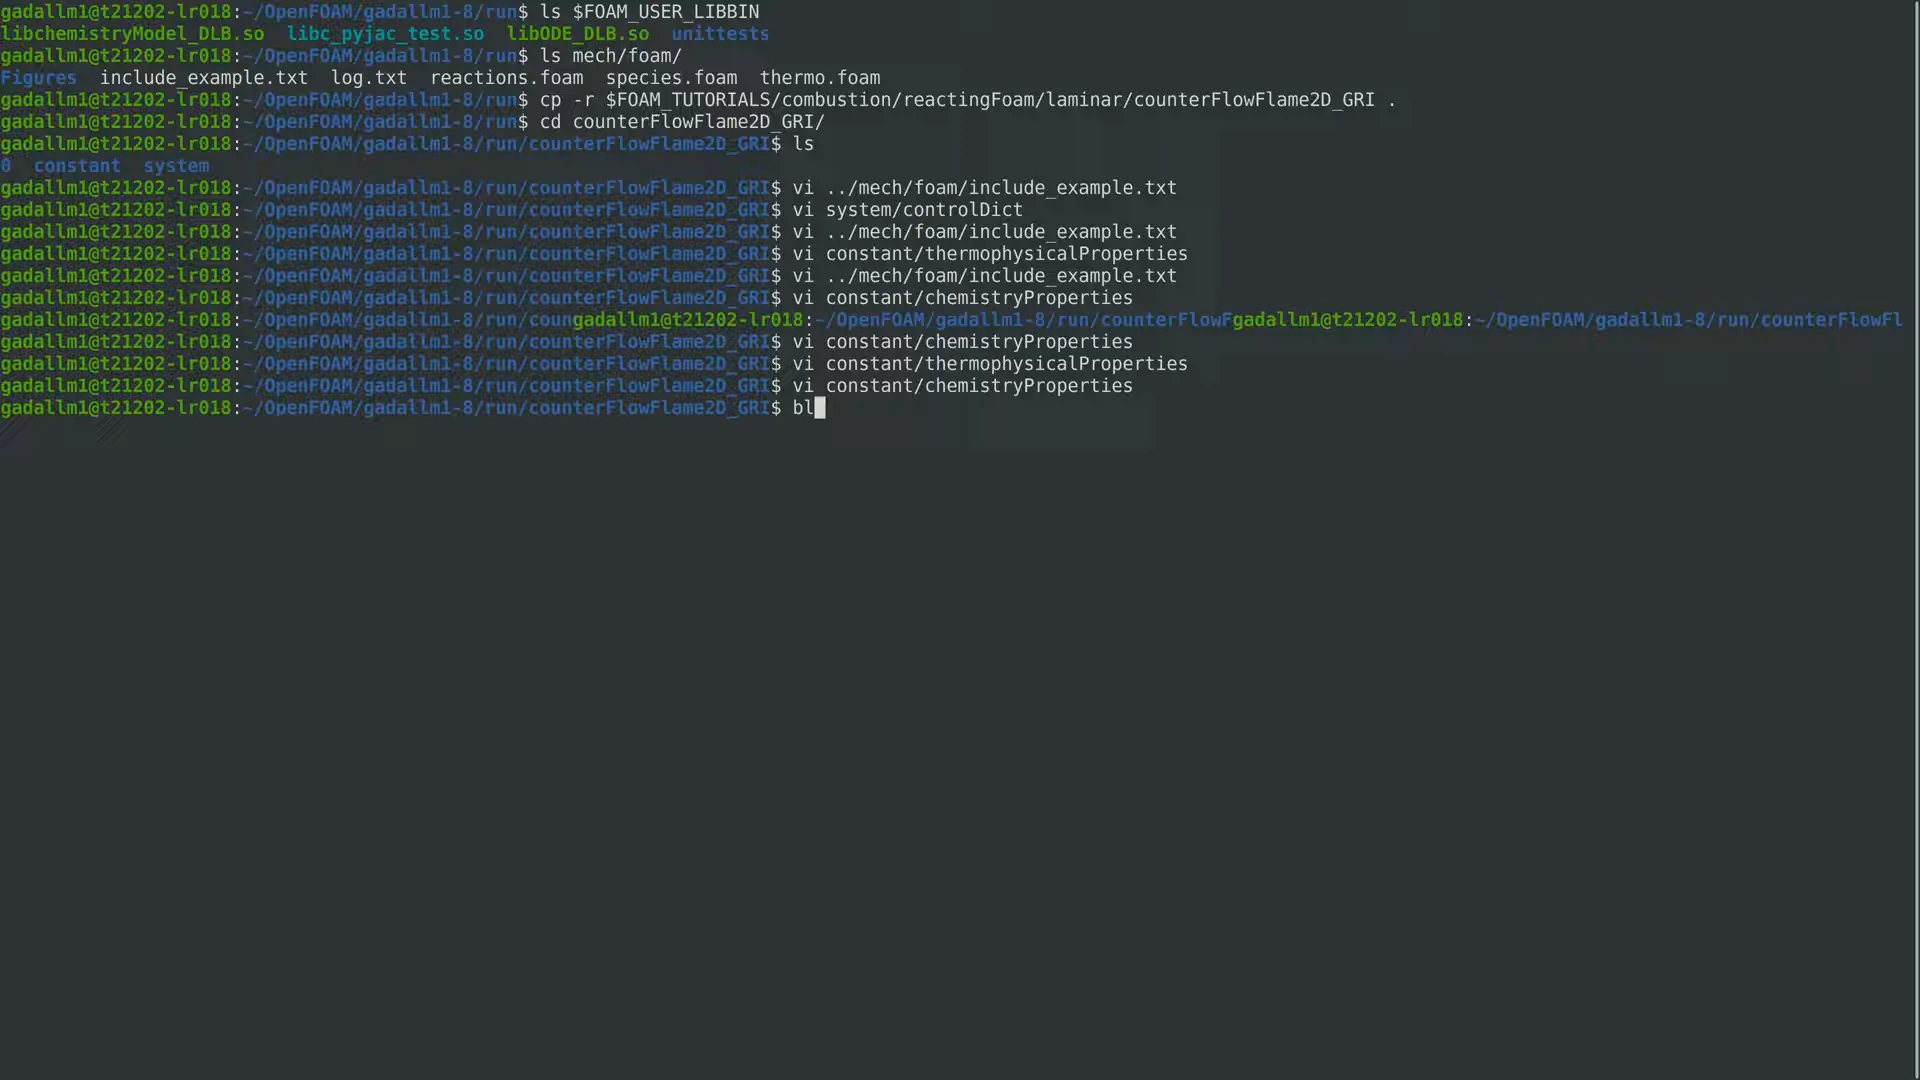 gadallm1@t21202-lr018:~/OpenFOAM/gadallm1-8/run$ ls $FOAM_USER_LIBBIN
libchemistryModel_DLB.so  libc_pyjac_test.so  libODE_DLB.so  unittests
gadallm1@t21202-lr018:~/OpenFOAM/gadallm1-8/run$ ls mech/foam/
Figures  include_example.txt  log.txt  reactions.foam  species.foam  thermo.foam
gadallm1@t21202-lr018:~/OpenFOAM/gadallm1-8/run$ cp -r $FOAM_TUTORIALS/combustion/reactingFoam/laminar/counterFlowFlame2D_GRI .
gadallm1@t21202-lr018:~/OpenFOAM/gadallm1-8/run$ cd counterFlowFlame2D_GRI/
gadallm1@t21202-lr018:~/OpenFOAM/gadallm1-8/run/counterFlowFlame2D_GRI$ ls
0  constant  system
gadallm1@t21202-lr018:~/OpenFOAM/gadallm1-8/run/counterFlowFlame2D_GRI$ vi ../mech/foam/include_example.txt
gadallm1@t21202-lr018:~/OpenFOAM/gadallm1-8/run/counterFlowFlame2D_GRI$ vi system/controlDict
gadallm1@t21202-lr018:~/OpenFOAM/gadallm1-8/run/counterFlowFlame2D_GRI$ vi ../mech/foam/include_example.txt
gadallm1@t21202-lr018:~/OpenFOAM/gadallm1-8/run/counterFlowFlame2D_GRI$ vi constant/thermophysicalProperties
gadallm1@t21202-lr018:~/OpenFOAM/gadallm1-8/run/counterFlowFlame2D_GRI$ vi ../mech/foam/include_example.txt
gadallm1@t21202-lr018:~/OpenFOAM/gadallm1-8/run/counterFlowFlame2D_GRI$ vi constant/chemistryProperties
gadallm1@t21202-lr018:~/OpenFOAM/gadallm1-8/run/coungadallm1@t21202-lr018:~/OpenFOAM/gadallm1-8/run/counterFlowFgadallm1@t21202-lr018:~/OpenFOAM/gadallm1-8/run/counterFlowFl
gadallm1@t21202-lr018:~/OpenFOAM/gadallm1-8/run/counterFlowFlame2D_GRI$ vi constant/chemistryProperties
gadallm1@t21202-lr018:~/OpenFOAM/gadallm1-8/run/counterFlowFlame2D_GRI$ vi constant/thermophysicalProperties
gadallm1@t21202-lr018:~/OpenFOAM/gadallm1-8/run/counterFlowFlame2D_GRI$ vi constant/chemistryProperties
gadallm1@t21202-lr018:~/OpenFOAM/gadallm1-8/run/counterFlowFlame2D_GRI$ bl